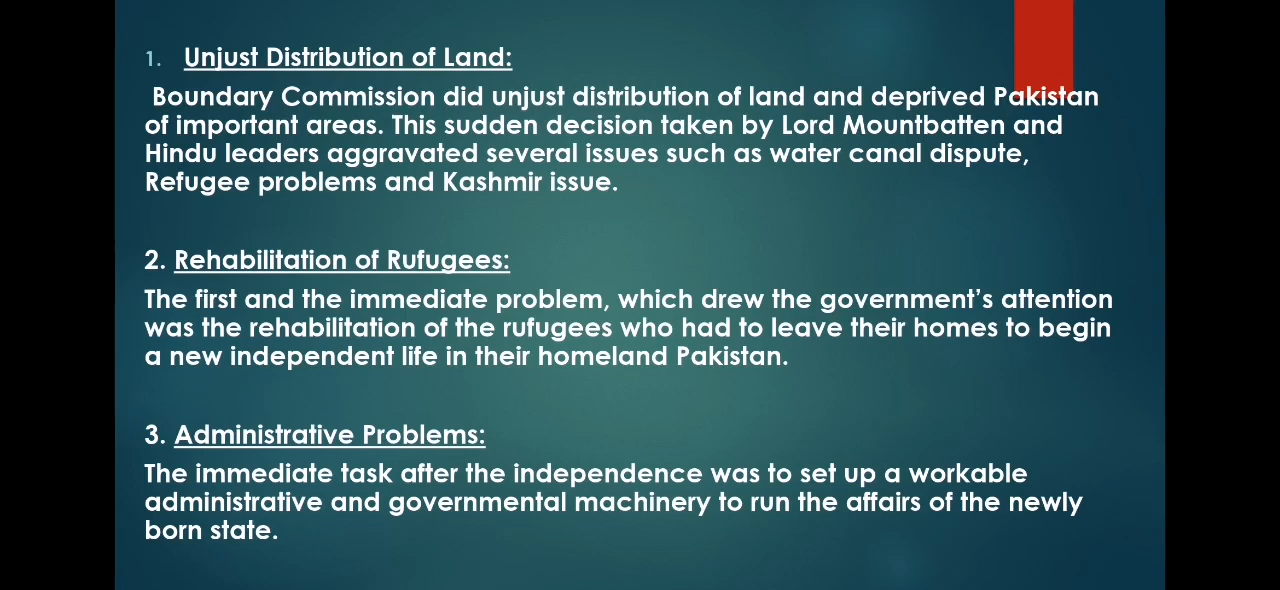 1. Unjust Distribution of Land:
Boundary Commission did unjust distribution of land and deprived Pakistan
of important areas. This sudden decision taken by Lord Mountbatten and
Hindu leaders aggravated several issues such as water canal dispute,
Refugee problems and Kashmir issue.
2. Rehabilitation of Rufugees:
The first and the immediate problem, which drew the government’s attention
was the rehabilitation of the rufugees who had to leave their homes to begin
a new independent life in their homeland Pakistan.
3. Administrative Problems:
The immediate task after the independence was to set up a workable
administrative and governmental machinery to run the affairs of the newly
born state.